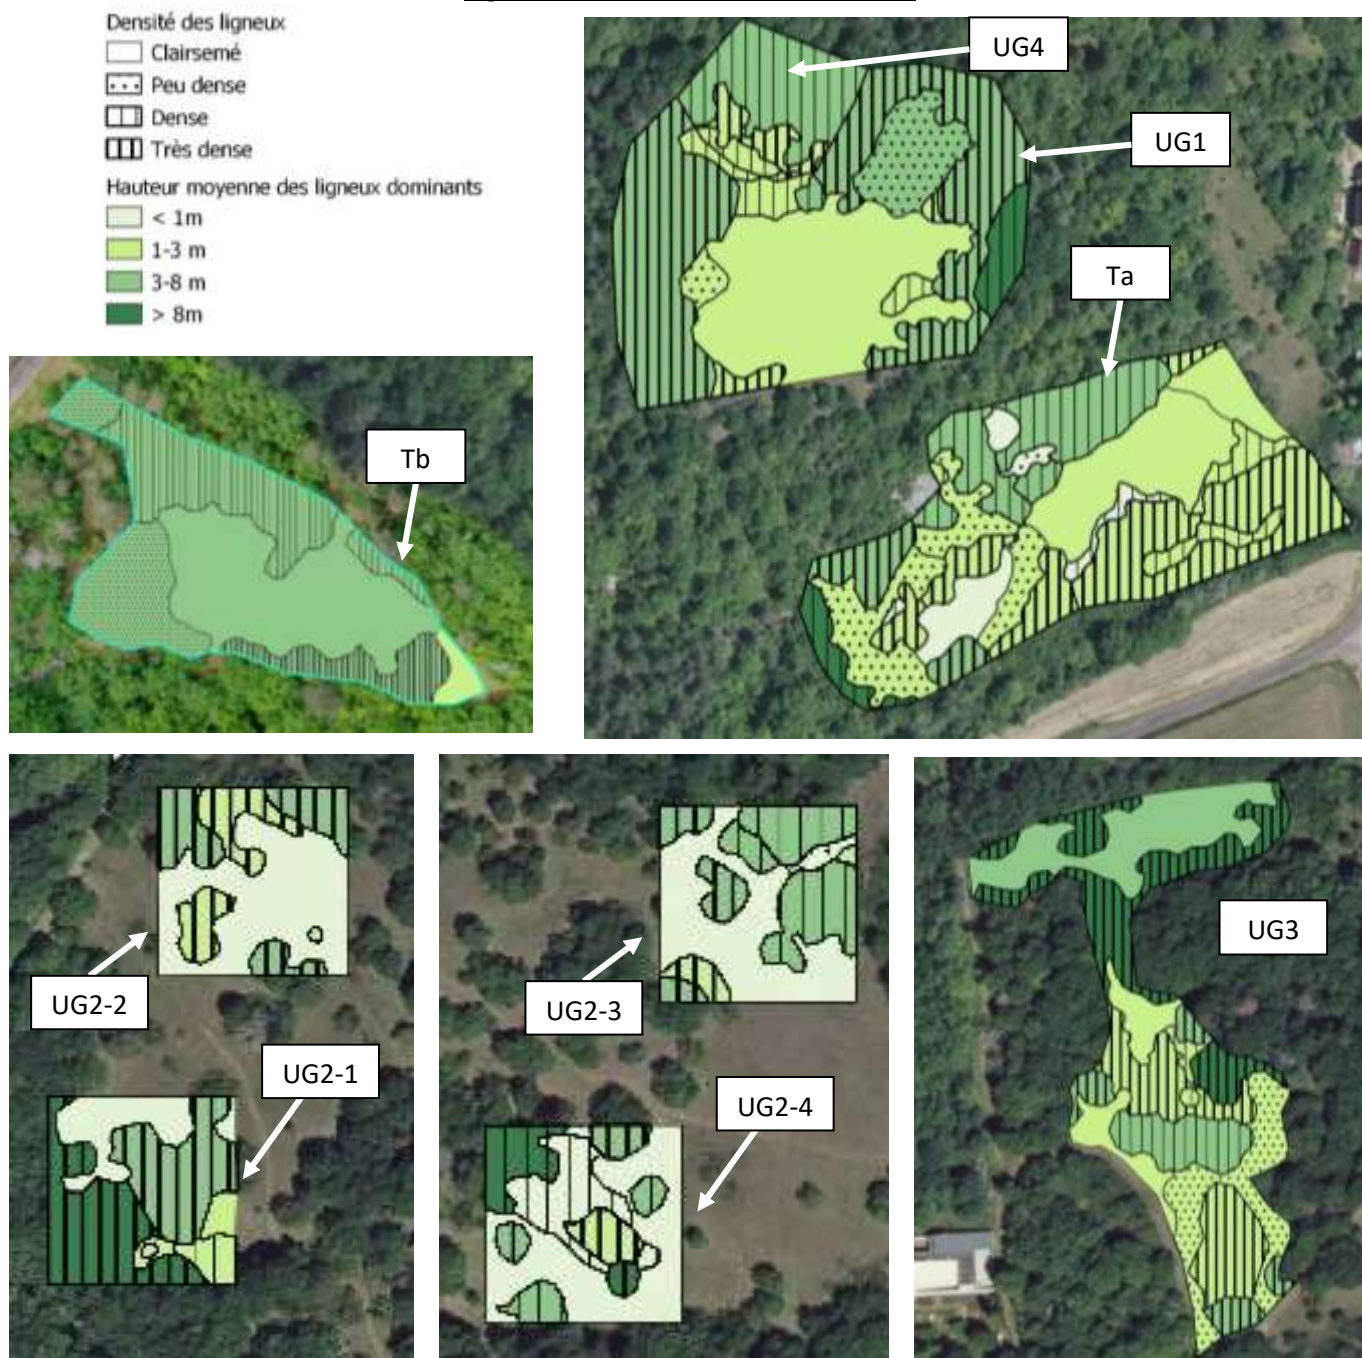 Densité des ligneux
Clairsemé
Peu dense
Dense
Très dense
Hauteur moyenne des ligneux dominants
< 1m
1-3 m
3-8 m
> 8m
UG4
UG1
Ta
Tb
UG2-2
UG2-1
UG2-3
UG2-4
UG3